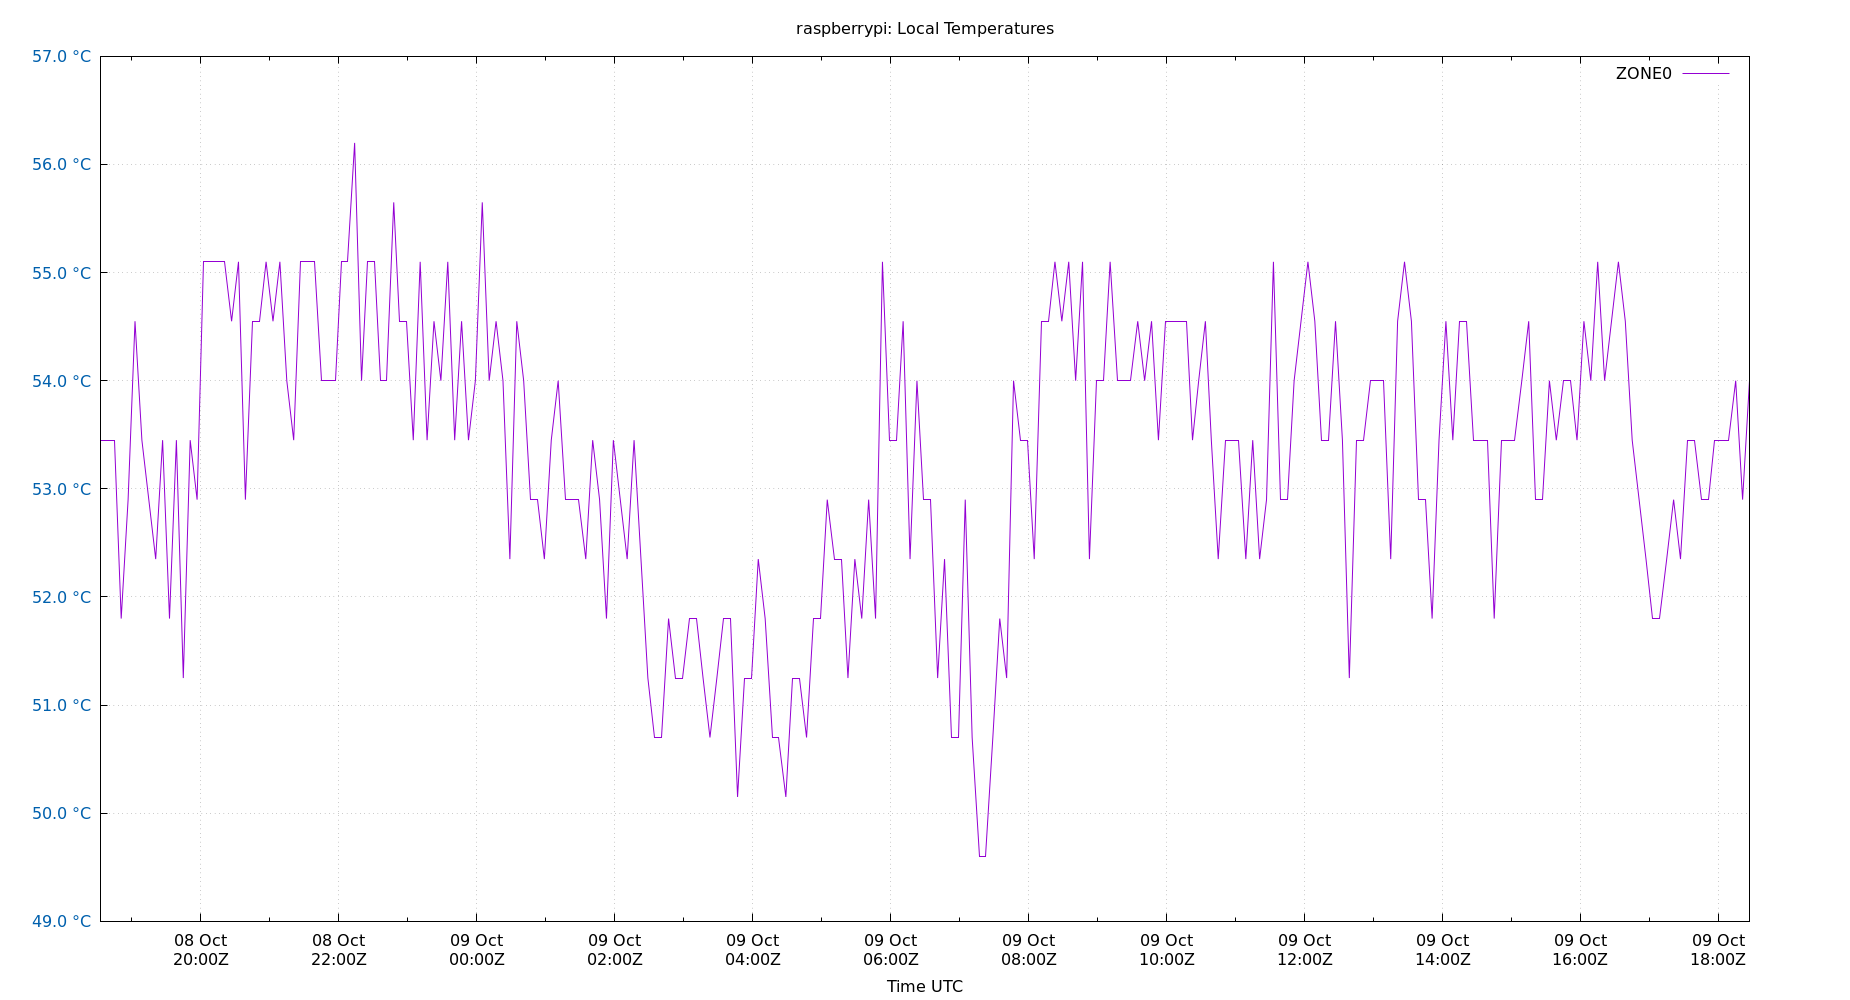 raspberrypi: Local Temperatures
57.0 °C
ZONE0
56.0 °C
55.0 °C
54.0 °C
53.0 °C
52.0 °C
51.0 °C
50.0 °C
49.0 °C
08 Oct 08 Oct 09 Oct 09 Oct 09 Oct 09 Oct 09 Oct 09 Oct 09 Oct 09 Oct 09 Oct 09 Oct
20:00Z 22:00Z 00:00Z 02:00Z 04:00Z 06:00Z 08:00Z 10:00Z 12:00Z 14:00Z 16:00Z 18:00Z
Time UTC